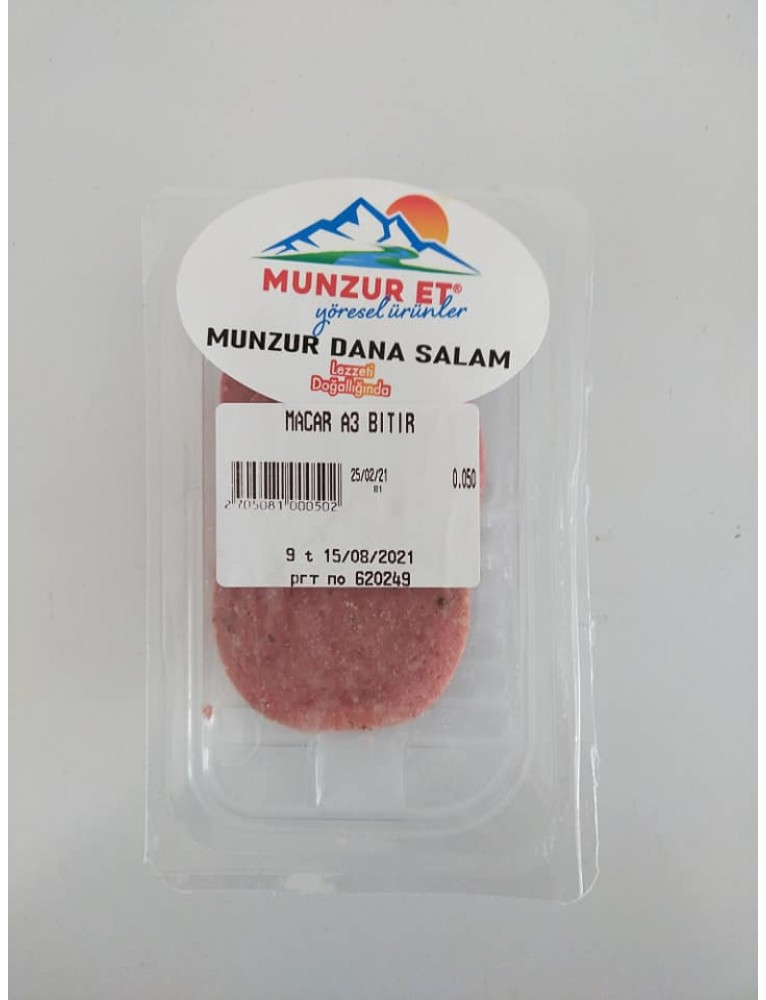 MUNZUR ET®
yöresel ürünler
MUNZUR DANA SALAM
Lezzeti
Doğallığında
MACAR A3 BITIR
25/02/21
81
0.050
2 705081 000502
9 t 15/08/2021
prt no 620249